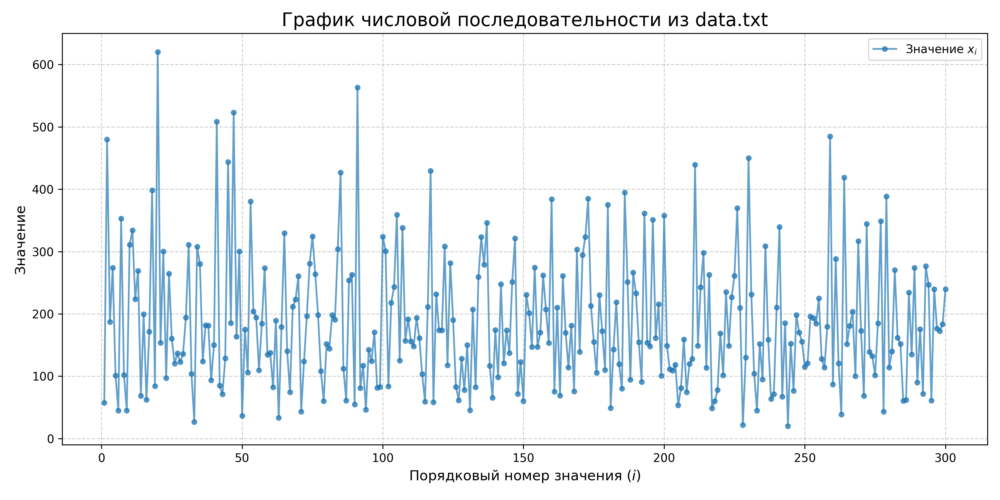 График числовой последовательности из data.txt
Значение xᵢ
Значение
600
500
400
300
200
100
0
0 50 100 150 200 250 300
Порядковый номер значения (i)